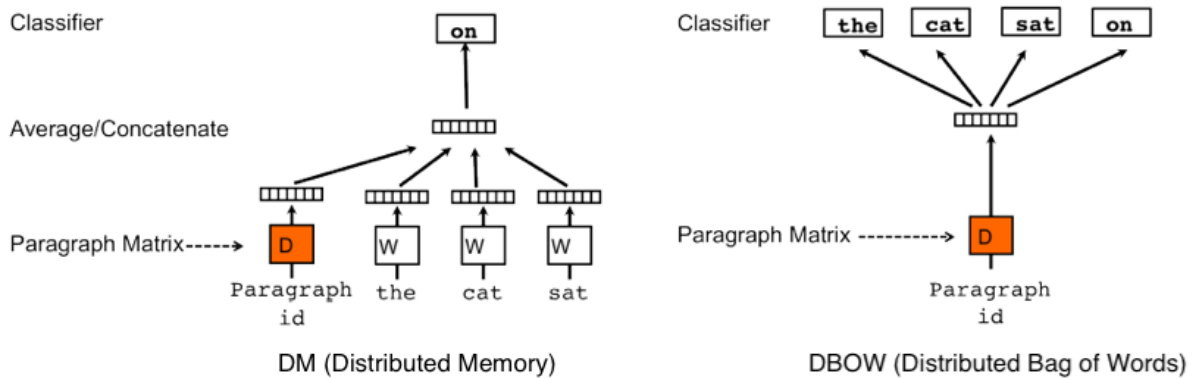 Classifier
on
Average/Concatenate
Paragraph Matrix
D
W
W
W
Paragraph
id
the
cat
sat
DM (Distributed Memory)
Classifier
the
cat
sat
on
Paragraph Matrix
D
Paragraph
id
DBOW (Distributed Bag of Words)